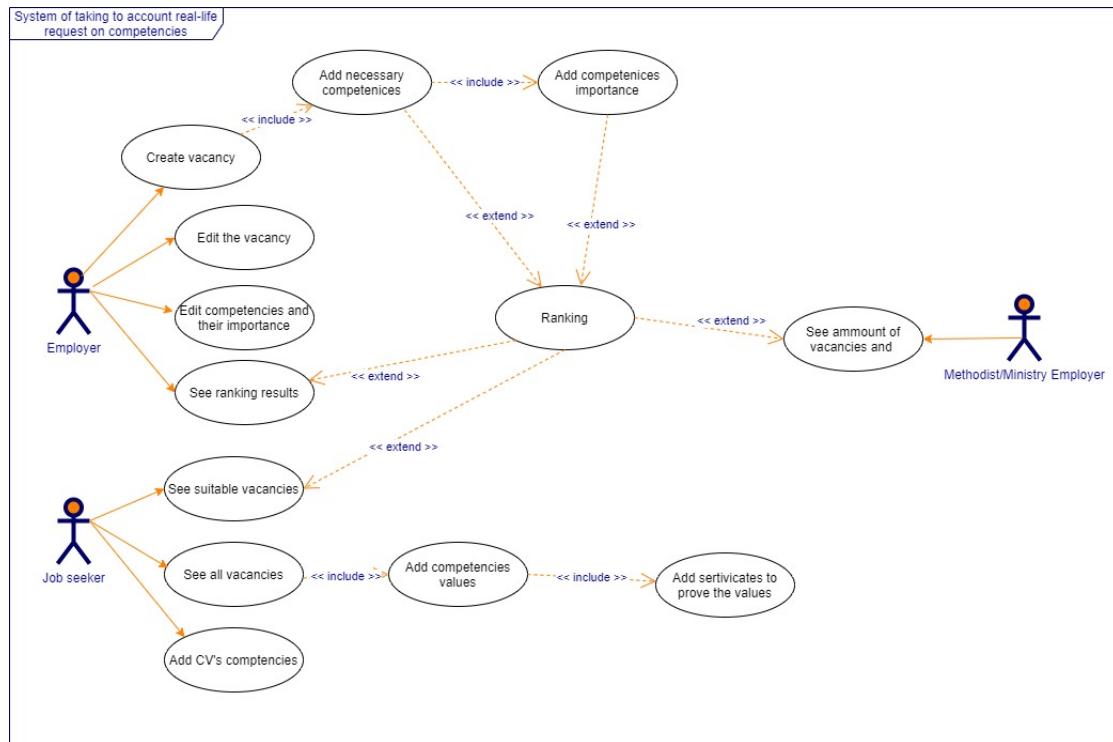 System of taking to account real-life
request on competencies
Add necessary
competenices
<< include >>
Add competenices
importance
<< include >>
Create vacancy
<< extend >>
<< extend >>
Edit the vacancy
Edit competencies and
their importance
Ranking
<< extend >>
See ammount of
vacancies and
Employer
Methodist/Ministry Employer
See ranking results
<< extend >>
<< extend >>
See suitable vacancies
Job seeker
See all vacancies
<< include >>
Add competencies
values
<< include >>
Add sertivicates to
prove the values
Add CV's comptencies